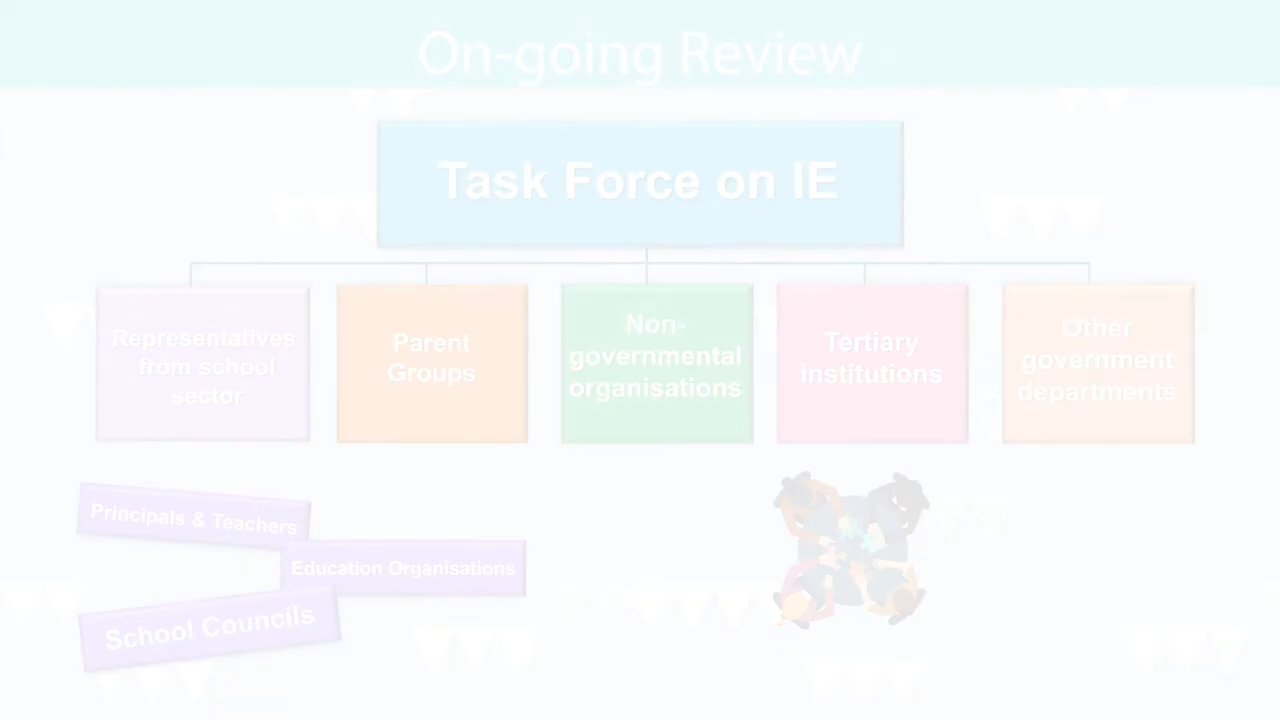 On-going Review
Task Force on IE
Representatives
from school
sector
Parent
Groups
Non-
governmental
organisations
Tertiary
institutions
Other
government
departments
Principals & Teachers
Education Organisations
School Councils